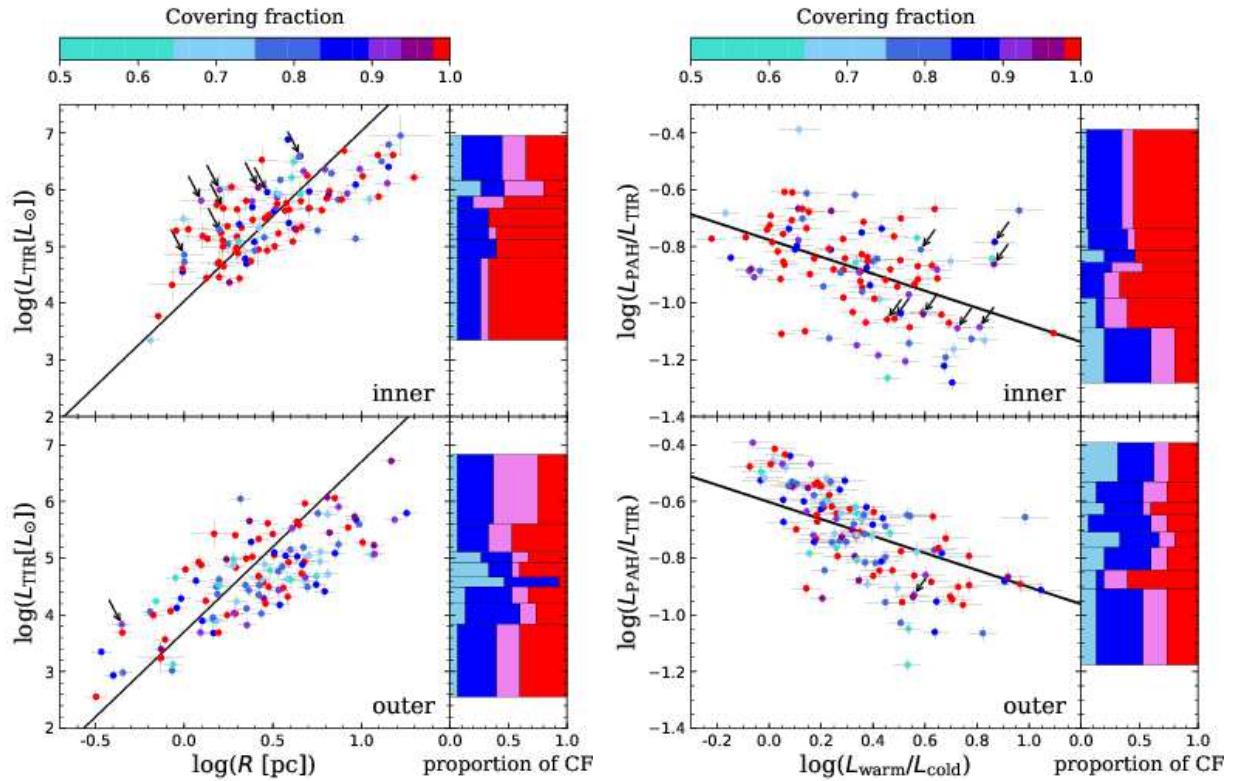 Covering fraction
0.5 0.6 0.7 0.8 0.9 1.0
7
6
5
4
3
2
log(L_TIR[L_⊙])
inner
7
6
5
4
3
2
log(L_TIR[L_⊙])
outer
-0.5 0.0 0.5 1.0
log(R [pc])
0.0 0.5 1.0
proportion of CF
Covering fraction
0.5 0.6 0.7 0.8 0.9 1.0
−0.4
−0.6
−0.8
−1.0
−1.2
−1.4
log(L_PAH/L_TIR)
inner
−0.4
−0.6
−0.8
−1.0
−1.2
−1.4
log(L_PAH/L_TIR)
outer
-0.2 0.0 0.2 0.4 0.6 0.8 1.0
log(L_warm/L_cold)
0.0 0.5 1.0
proportion of CF